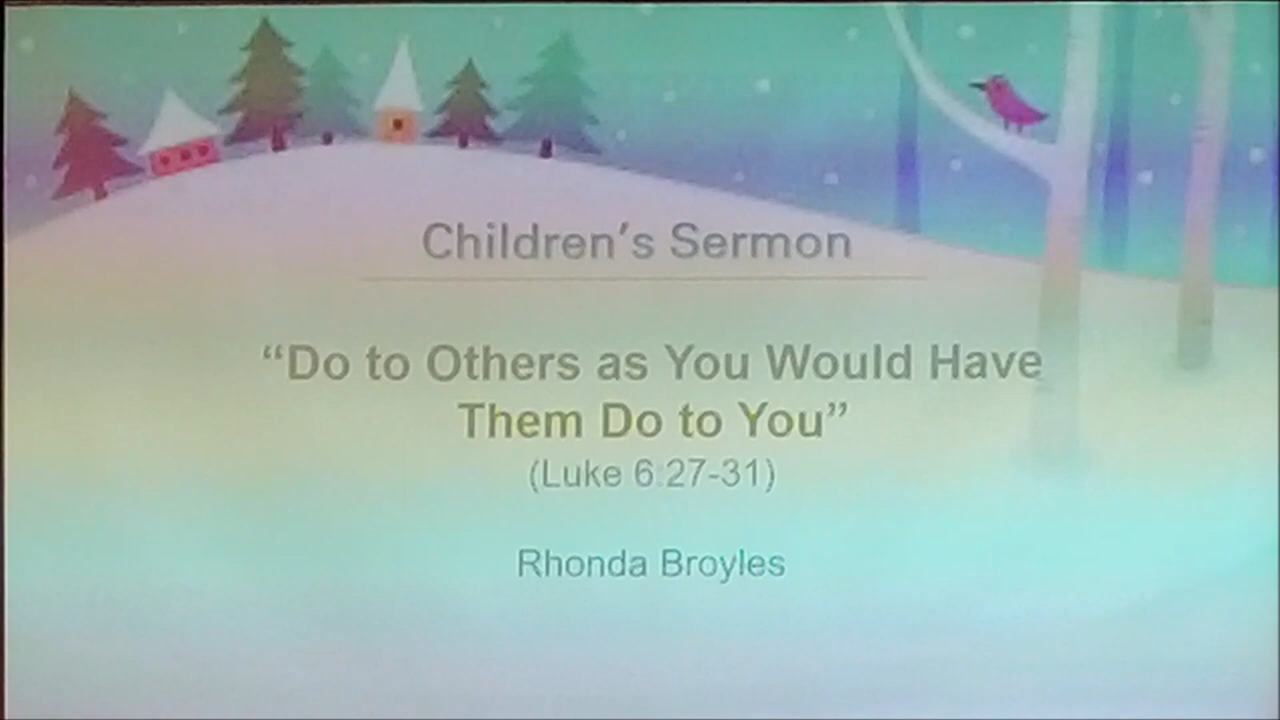 Children's Sermon
“Do to Others as You Would Have
Them Do to You”
(Luke 6:27-31)
Rhonda Broyles